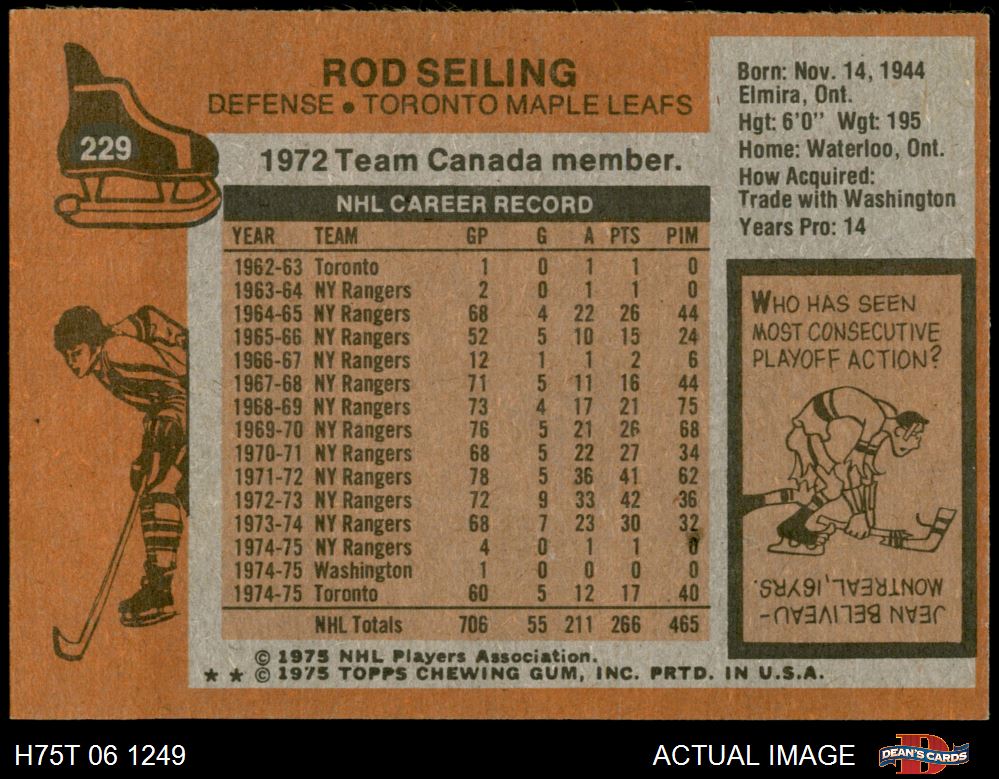 ROD SEILING
DEFENSE • TORONTO MAPLE LEAFS
229
1972 Team Canada member.
NHL CAREER RECORD
YEAR TEAM GP G A PTS PIM
1962-63 Toronto 1 0 1 1 0
1963-64 NY Rangers 2 0 1 1 0
1964-65 NY Rangers 68 4 22 26 44
1965-66 NY Rangers 52 5 10 15 24
1966-67 NY Rangers 12 1 1 2 6
1967-68 NY Rangers 71 5 11 16 44
1968-69 NY Rangers 73 4 17 21 75
1969-70 NY Rangers 76 5 21 26 68
1970-71 NY Rangers 68 5 22 27 34
1971-72 NY Rangers 78 5 36 41 62
1972-73 NY Rangers 72 9 33 42 36
1973-74 NY Rangers 68 7 23 30 32
1974-75 NY Rangers 4 0 1 1 0
1974-75 Washington 1 0 0 0 0
1974-75 Toronto 60 5 12 17 40
NHL Totals 706 55 211 266 465
Born: Nov. 14, 1944
Elmira, Ont.
Hgt: 6'0" Wgt: 195
Home: Waterloo, Ont.
How Acquired:
Trade with Washington
Years Pro: 14
WHO HAS SEEN
MOST CONSECUTIVE
PLAYOFF ACTION?
JEAN BELIVEAU-
MONTREAL, 16YRS.
© 1975 NHL Players Association.
★ ★ © 1975 TOPPS CHEWING GUM, INC. PRTD. IN U.S.A.
H75T 06 1249
ACTUAL IMAGE
DEAN'S CARDS